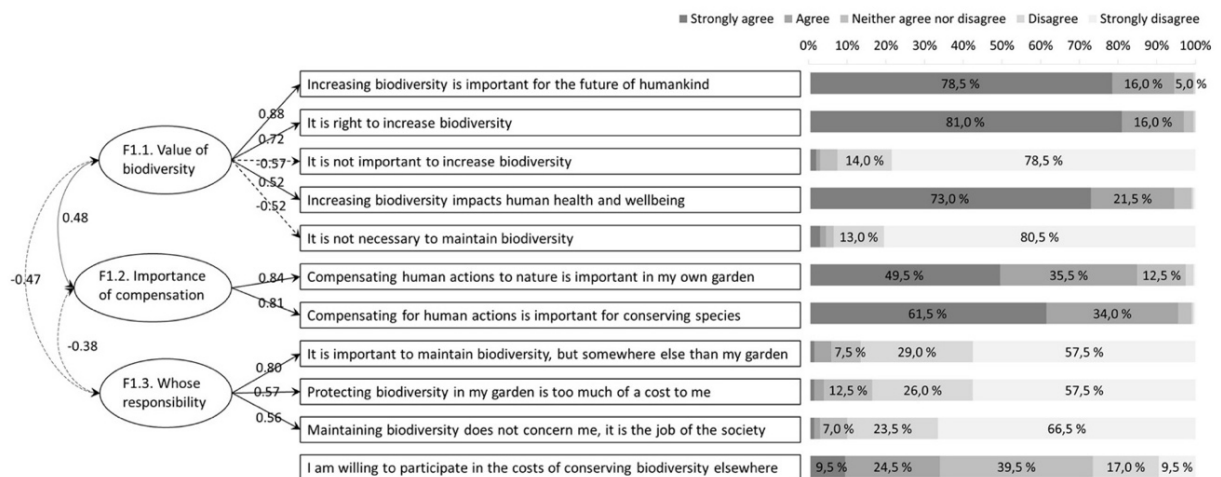 Strongly agree Agree Neither agree nor disagree Disagree Strongly disagree
0% 10% 20% 30% 40% 50% 60% 70% 80% 90% 100%
Increasing biodiversity is important for the future of humankind 78,5 % 16,0 % 5,0 %
0.88
It is right to increase biodiversity 81,0 % 16,0 %
F1.1. Value of
biodiversity
0.72
It is not important to increase biodiversity 14,0 % 78,5 %
-0.57
0.52
Increasing biodiversity impacts human health and wellbeing 73,0 % 21,5 %
-0.52
0.48
It is not necessary to maintain biodiversity 13,0 % 80,5 %
-0.47
F1.2. Importance
of compensation
0.84
Compensating human actions to nature is important in my own garden 49,5 % 35,5 % 12,5 %
0.81
Compensating for human actions is important for conserving species 61,5 % 34,0 %
-0.38
It is important to maintain biodiversity, but somewhere else than my garden 7,5 % 29,0 % 57,5 %
0.80
F1.3. Whose
responsibility
0.57
Protecting biodiversity in my garden is too much of a cost to me 12,5 % 26,0 % 57,5 %
0.56
Maintaining biodiversity does not concern me, it is the job of the society 7,0 % 23,5 % 66,5 %
I am willing to participate in the costs of conserving biodiversity elsewhere 9,5 % 24,5 % 39,5 % 17,0 % 9,5 %